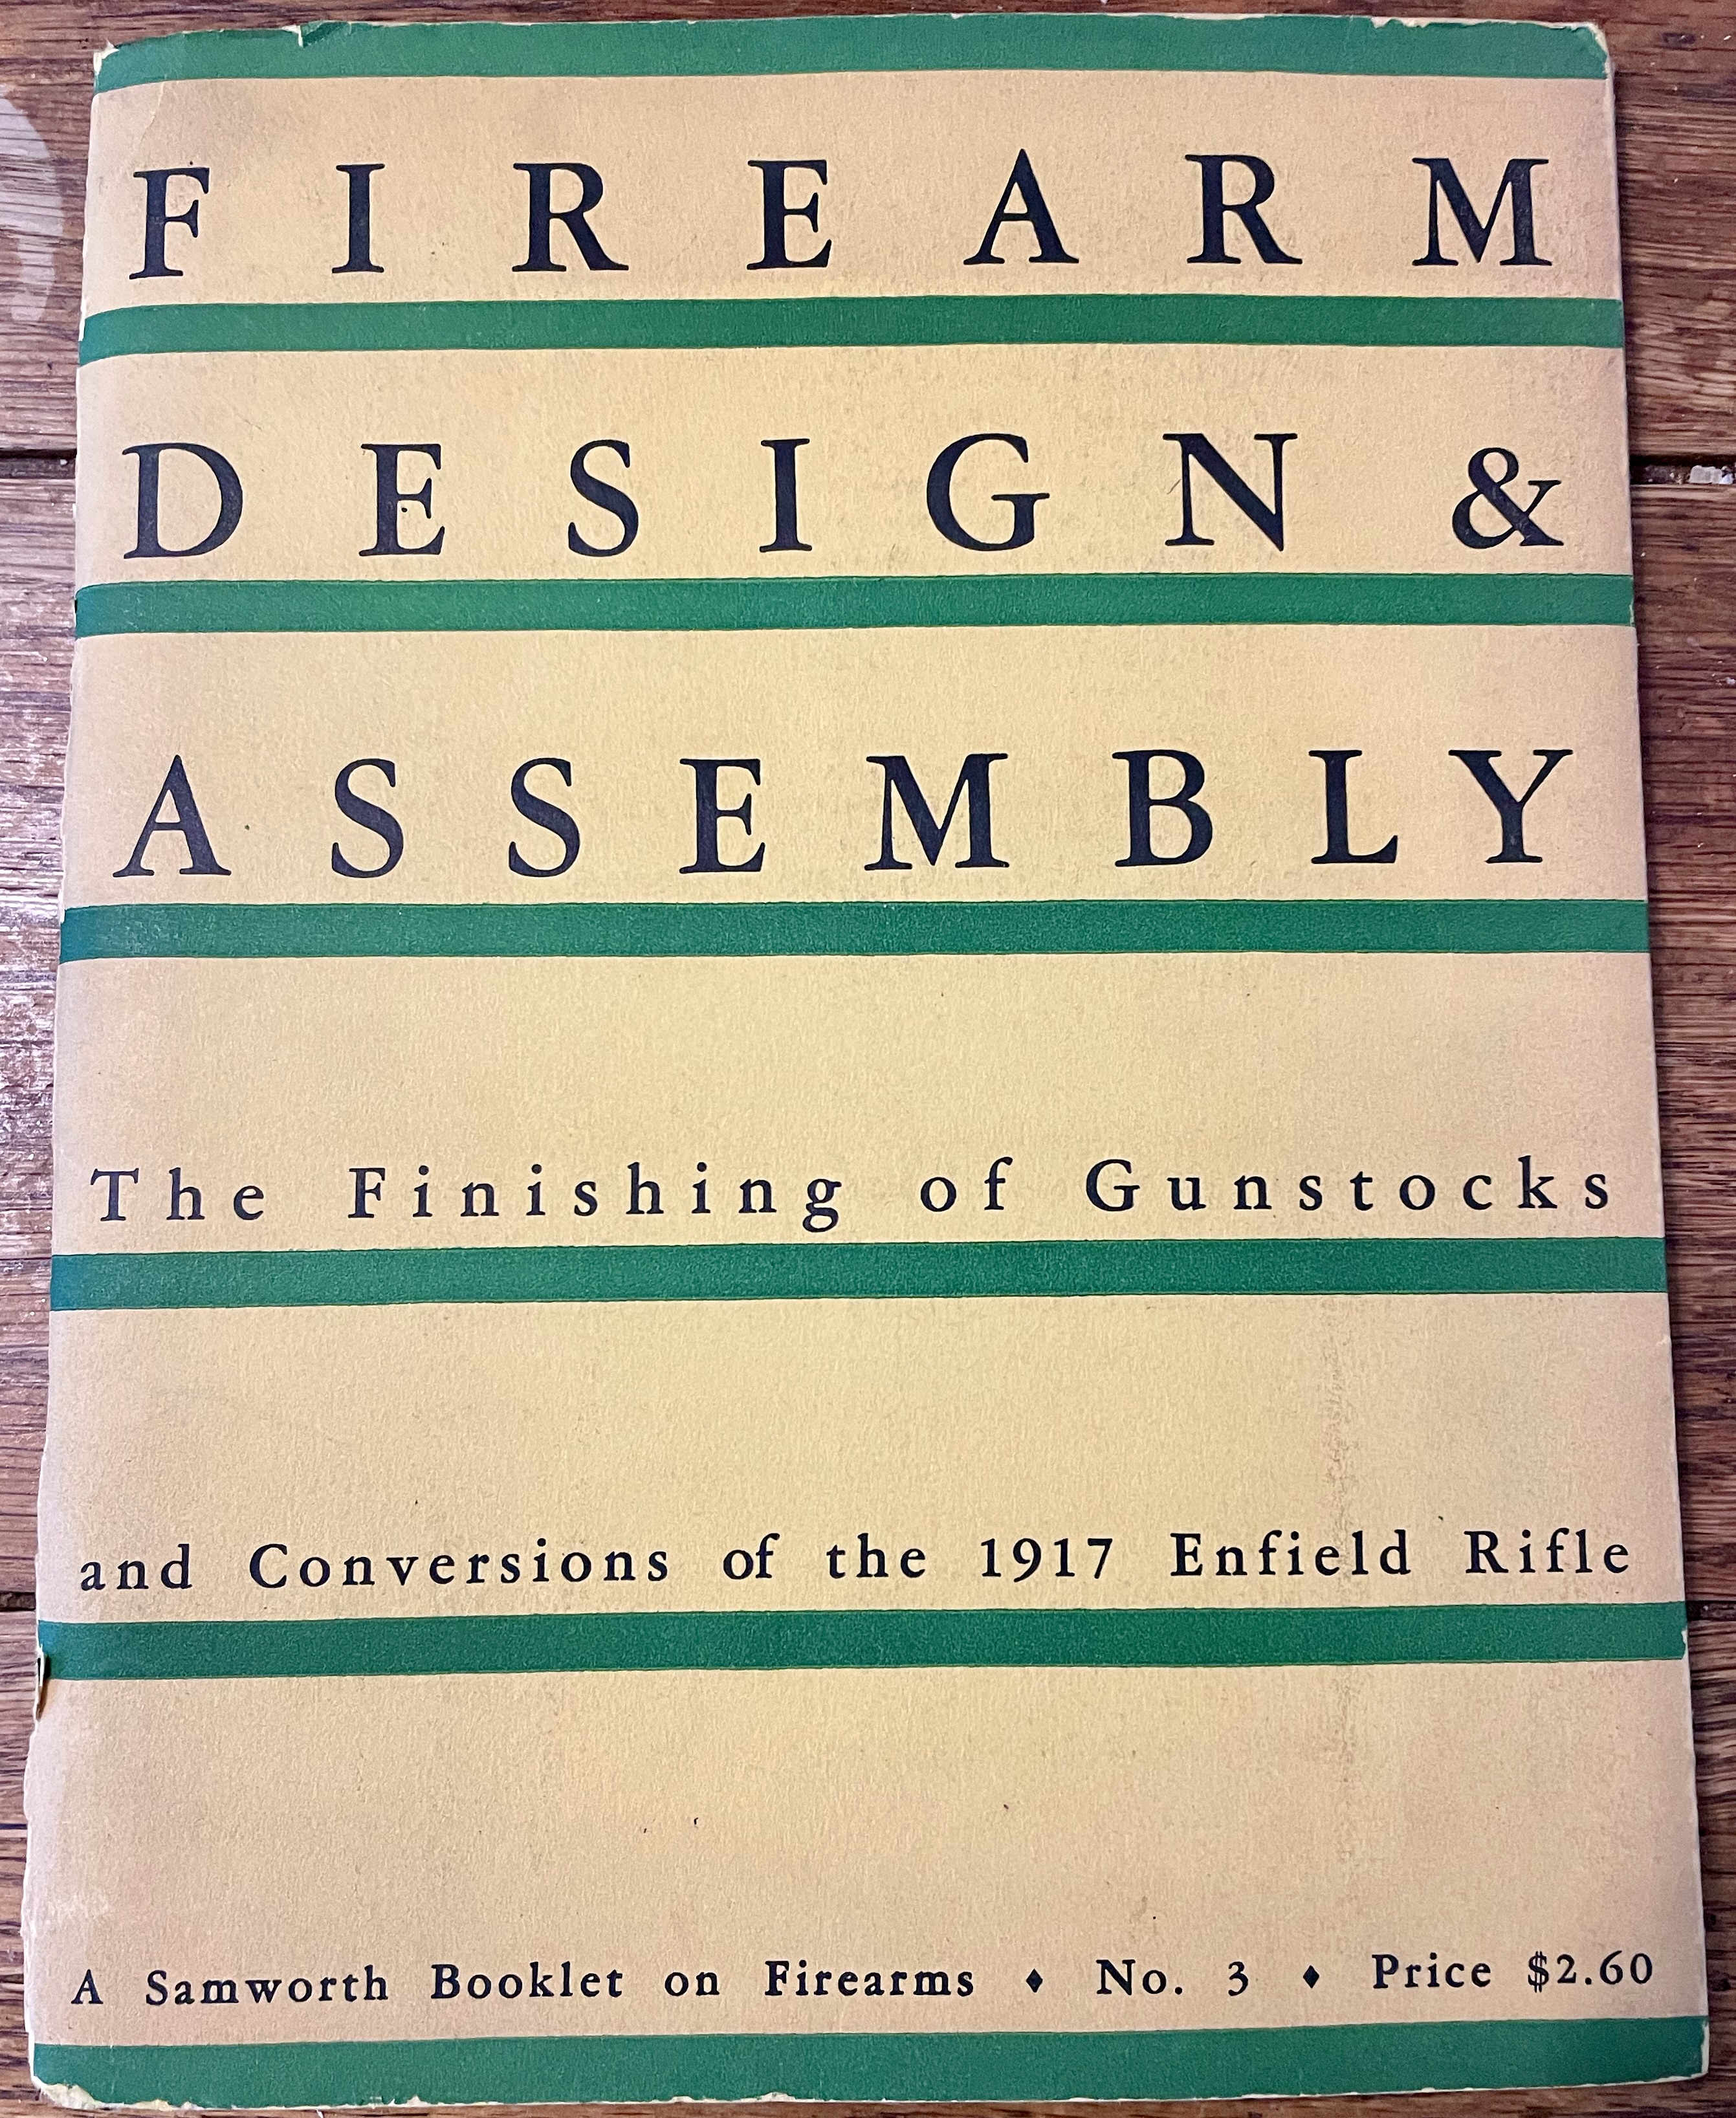 FIREARM
DESIGN &
ASSEMBLY
The Finishing of Gunstocks
and Conversions of the 1917 Enfield Rifle
A Samworth Booklet on Firearms ♦ No. 3 ♦ Price $2.60